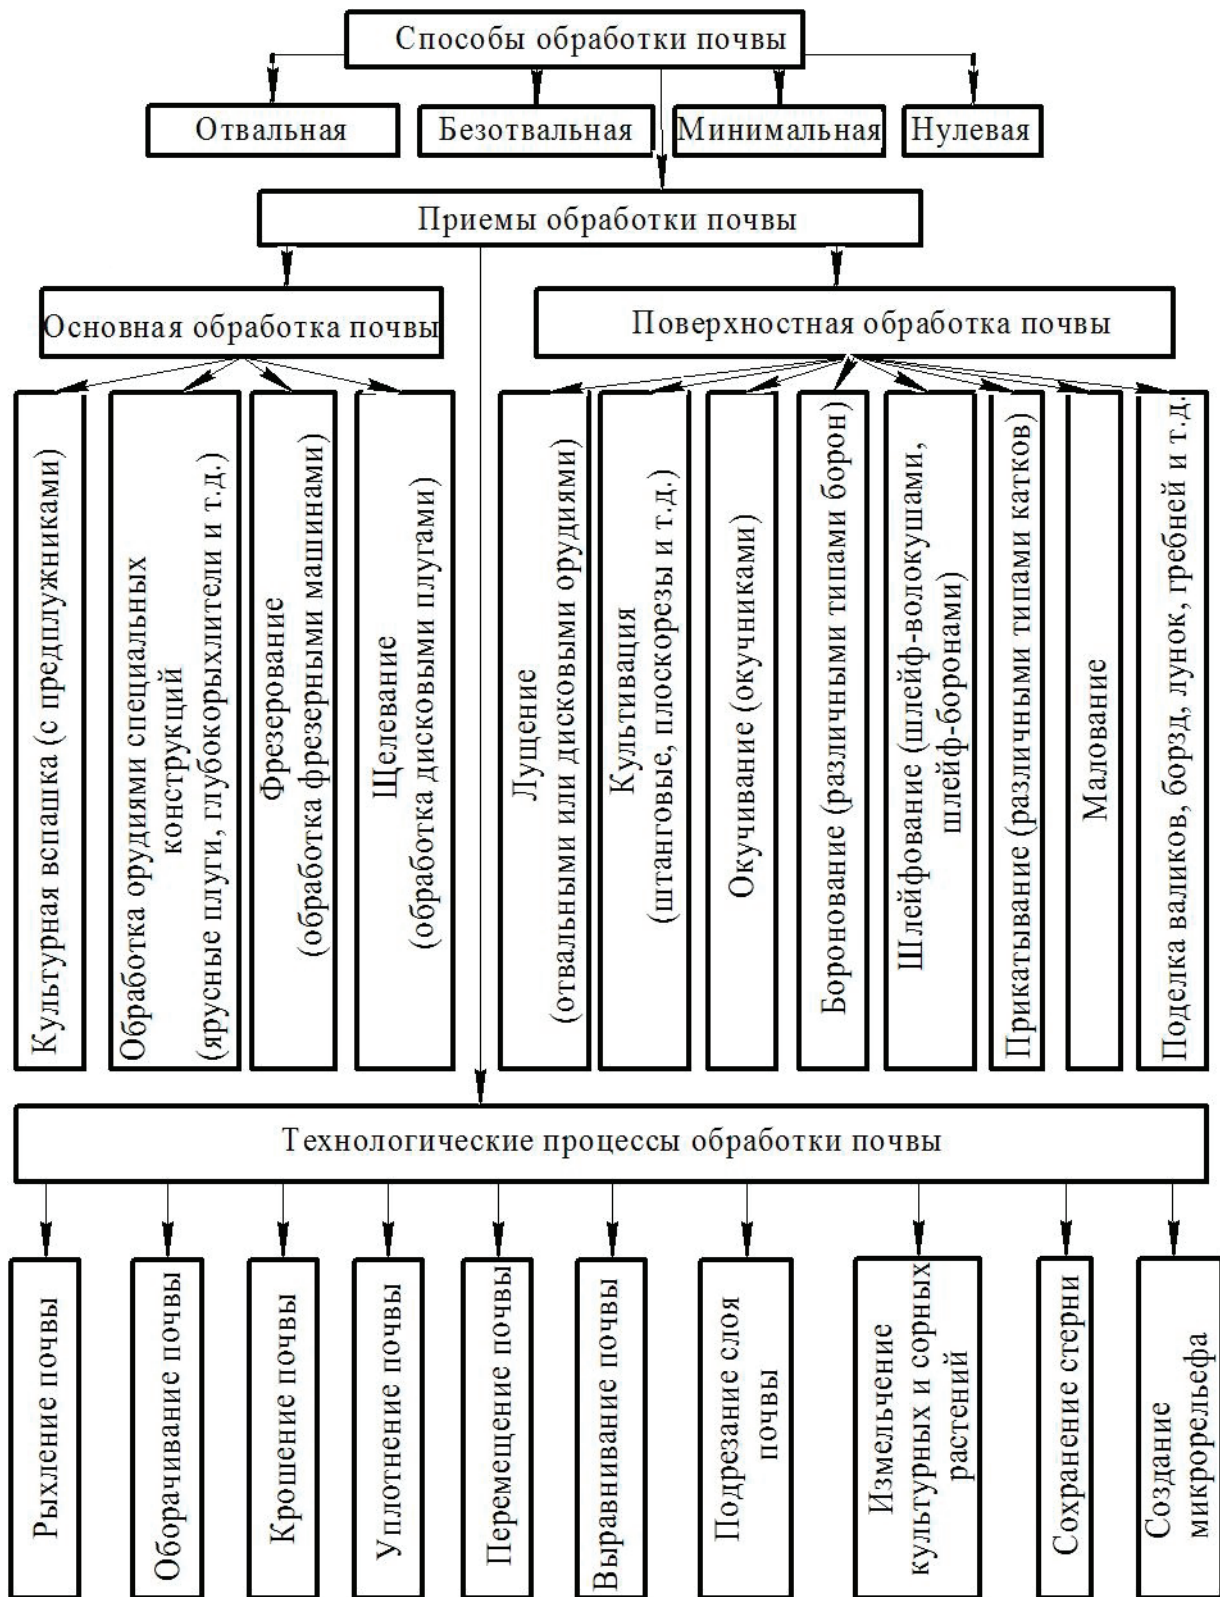 Способы обработки почвы
Отвальная
Безотвальная
Минимальная
Нулевая
Приемы обработки почвы
Основная обработка почвы
Поверхностная обработка почвы
Культурная вспашка (с предплужниками)
Обработка орудиями специальных
конструкций
(ярусные плуги, глубокорыхлители и т.д.)
Фрезерование
(обработка фрезерными машинами)
Щелевание
(обработка дисковыми плугами)
Лущение
(отвальными или дисковыми орудиями)
Культивация
(штанговые, плоскорезы и т.д.)
Окучивание (окучниками)
Боронование (различными типами борон)
Шлейфование (шлейф-волокушами,
шлейф-боронами)
Прикатывание (различными типами катков)
Малование
Поделка валиков, борзд, лунок, гребней и т.д.
Технологические процессы обработки почвы
Рыхление почвы
Оборачивание почвы
Крошение почвы
Уплотнение почвы
Перемещение почвы
Выравнивание почвы
Подрезание слоя
почвы
Измельчение
культурных и сорных
растений
Сохранение стерни
Создание
микрорельефа